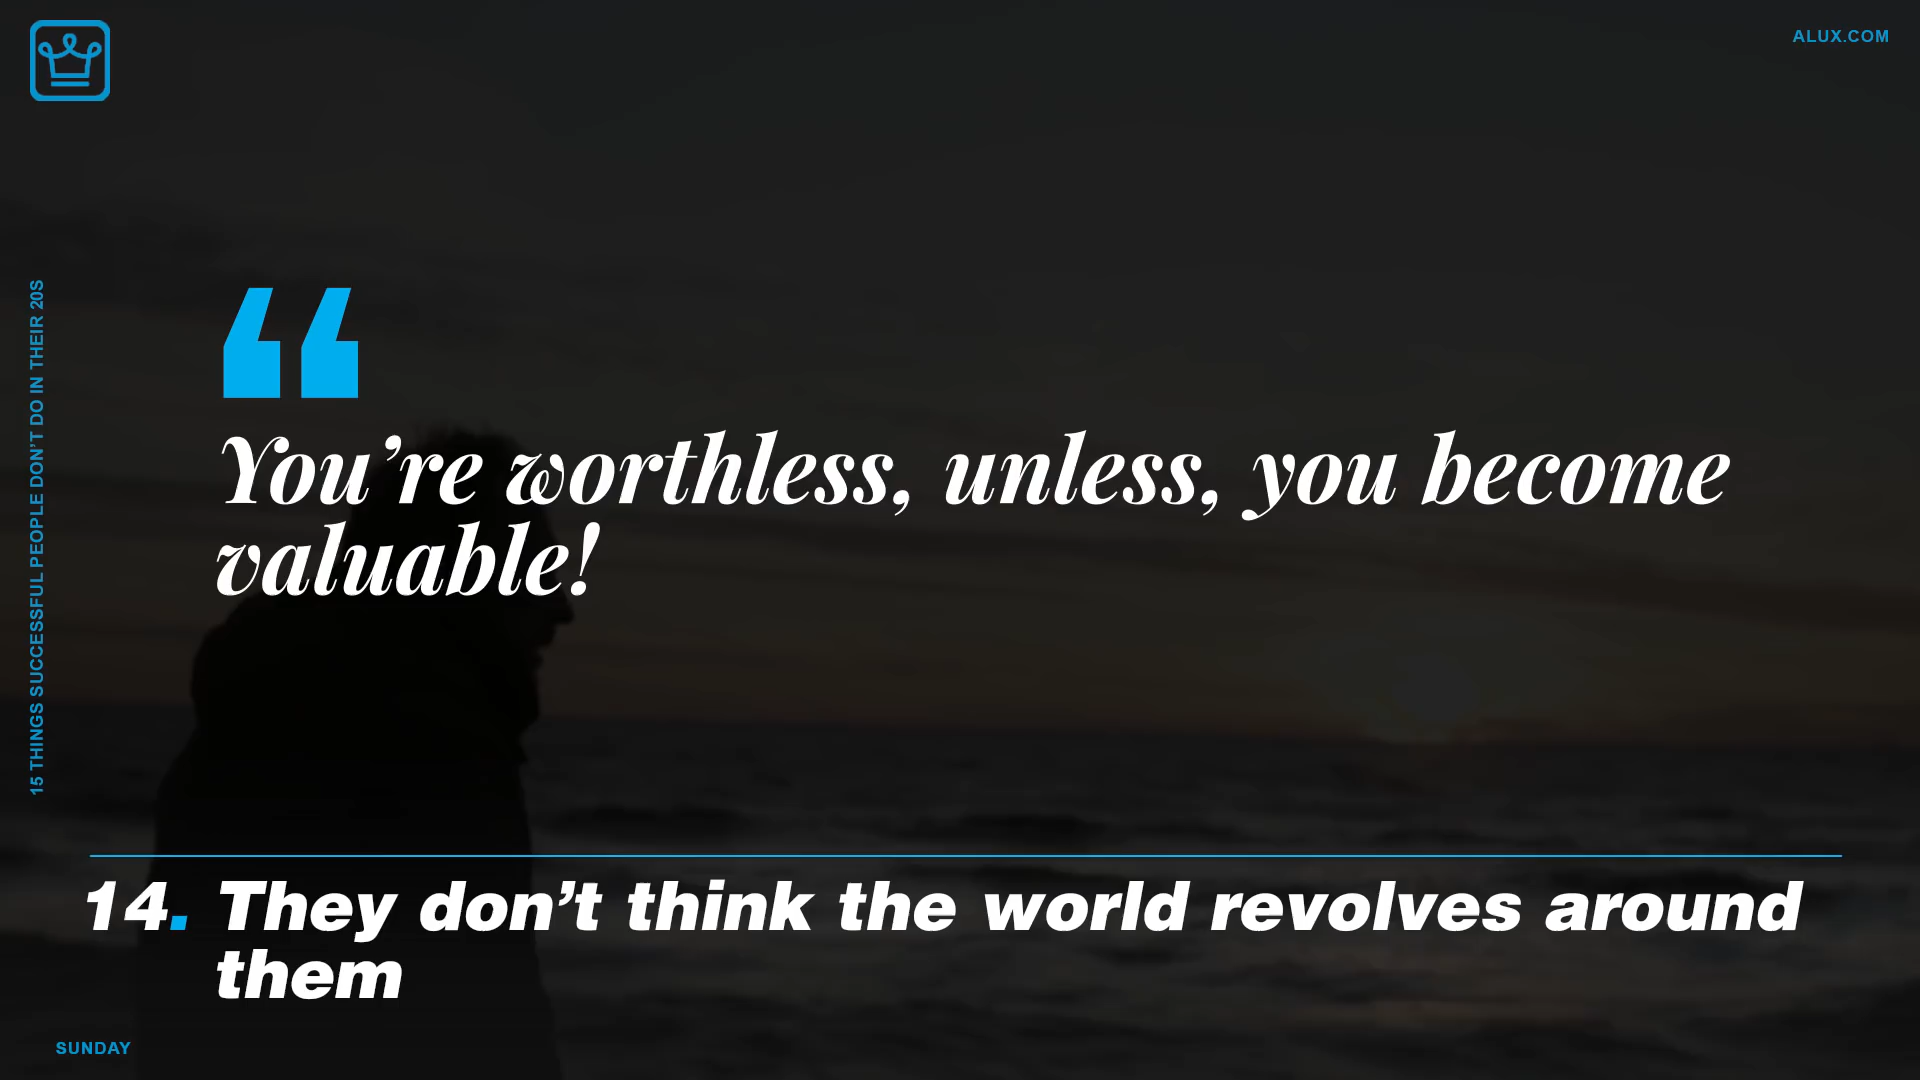 ALUX.COM
15 THINGS SUCCESSFUL PEOPLE DON'T DO IN THEIR 20S
“
You’re worthless, unless, you become
valuable!
14. They don’t think the world revolves around
them
SUNDAY